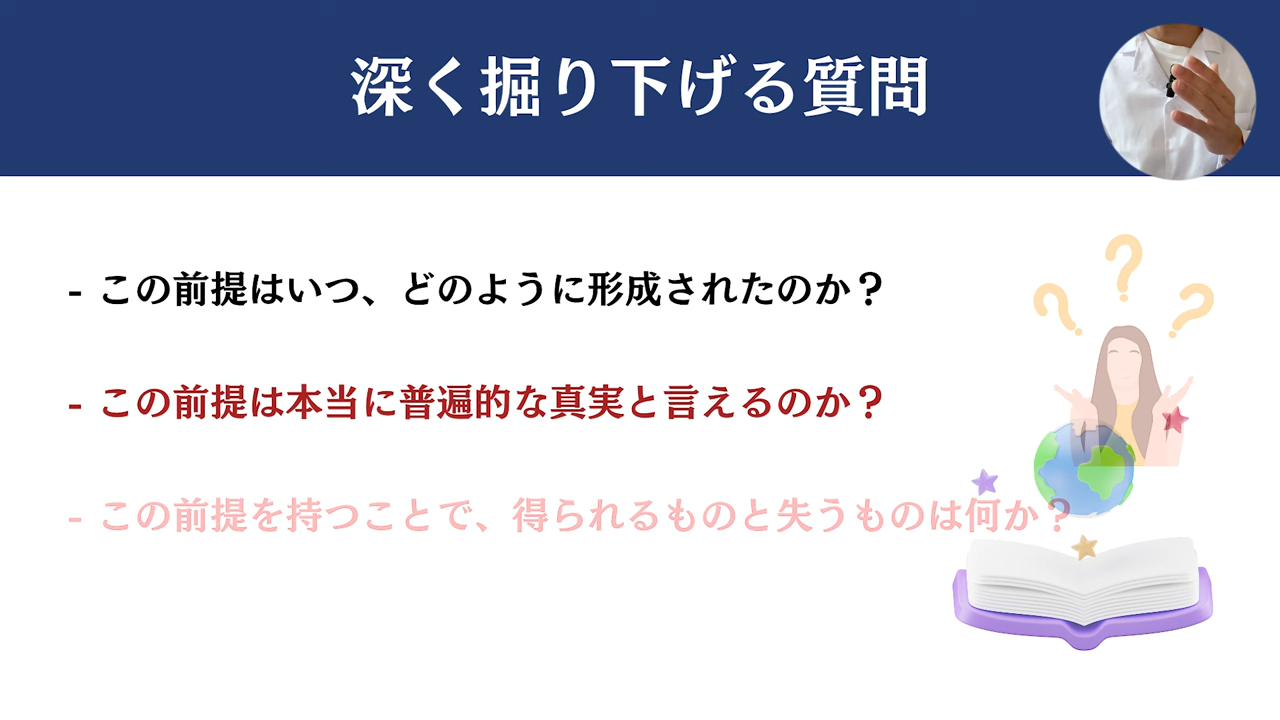 深く掘り下げる質問
- この前提はいつ、どのように形成されたのか？
- この前提は本当に普遍的な真実と言えるのか？
- この前提を持つことで、得られるものと失うものは何か？